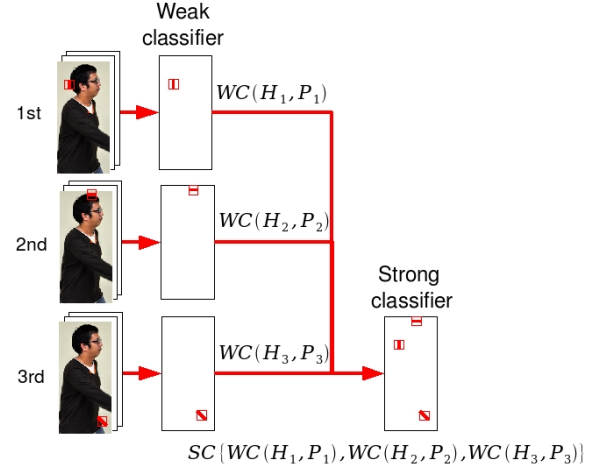 Weak
classifier
1st
WC(H₁,P₁)
2nd
WC(H₂,P₂)
Strong
classifier
3rd
WC(H₃,P₃)
SC{WC(H₁,P₁),WC(H₂,P₂),WC(H₃,P₃)}